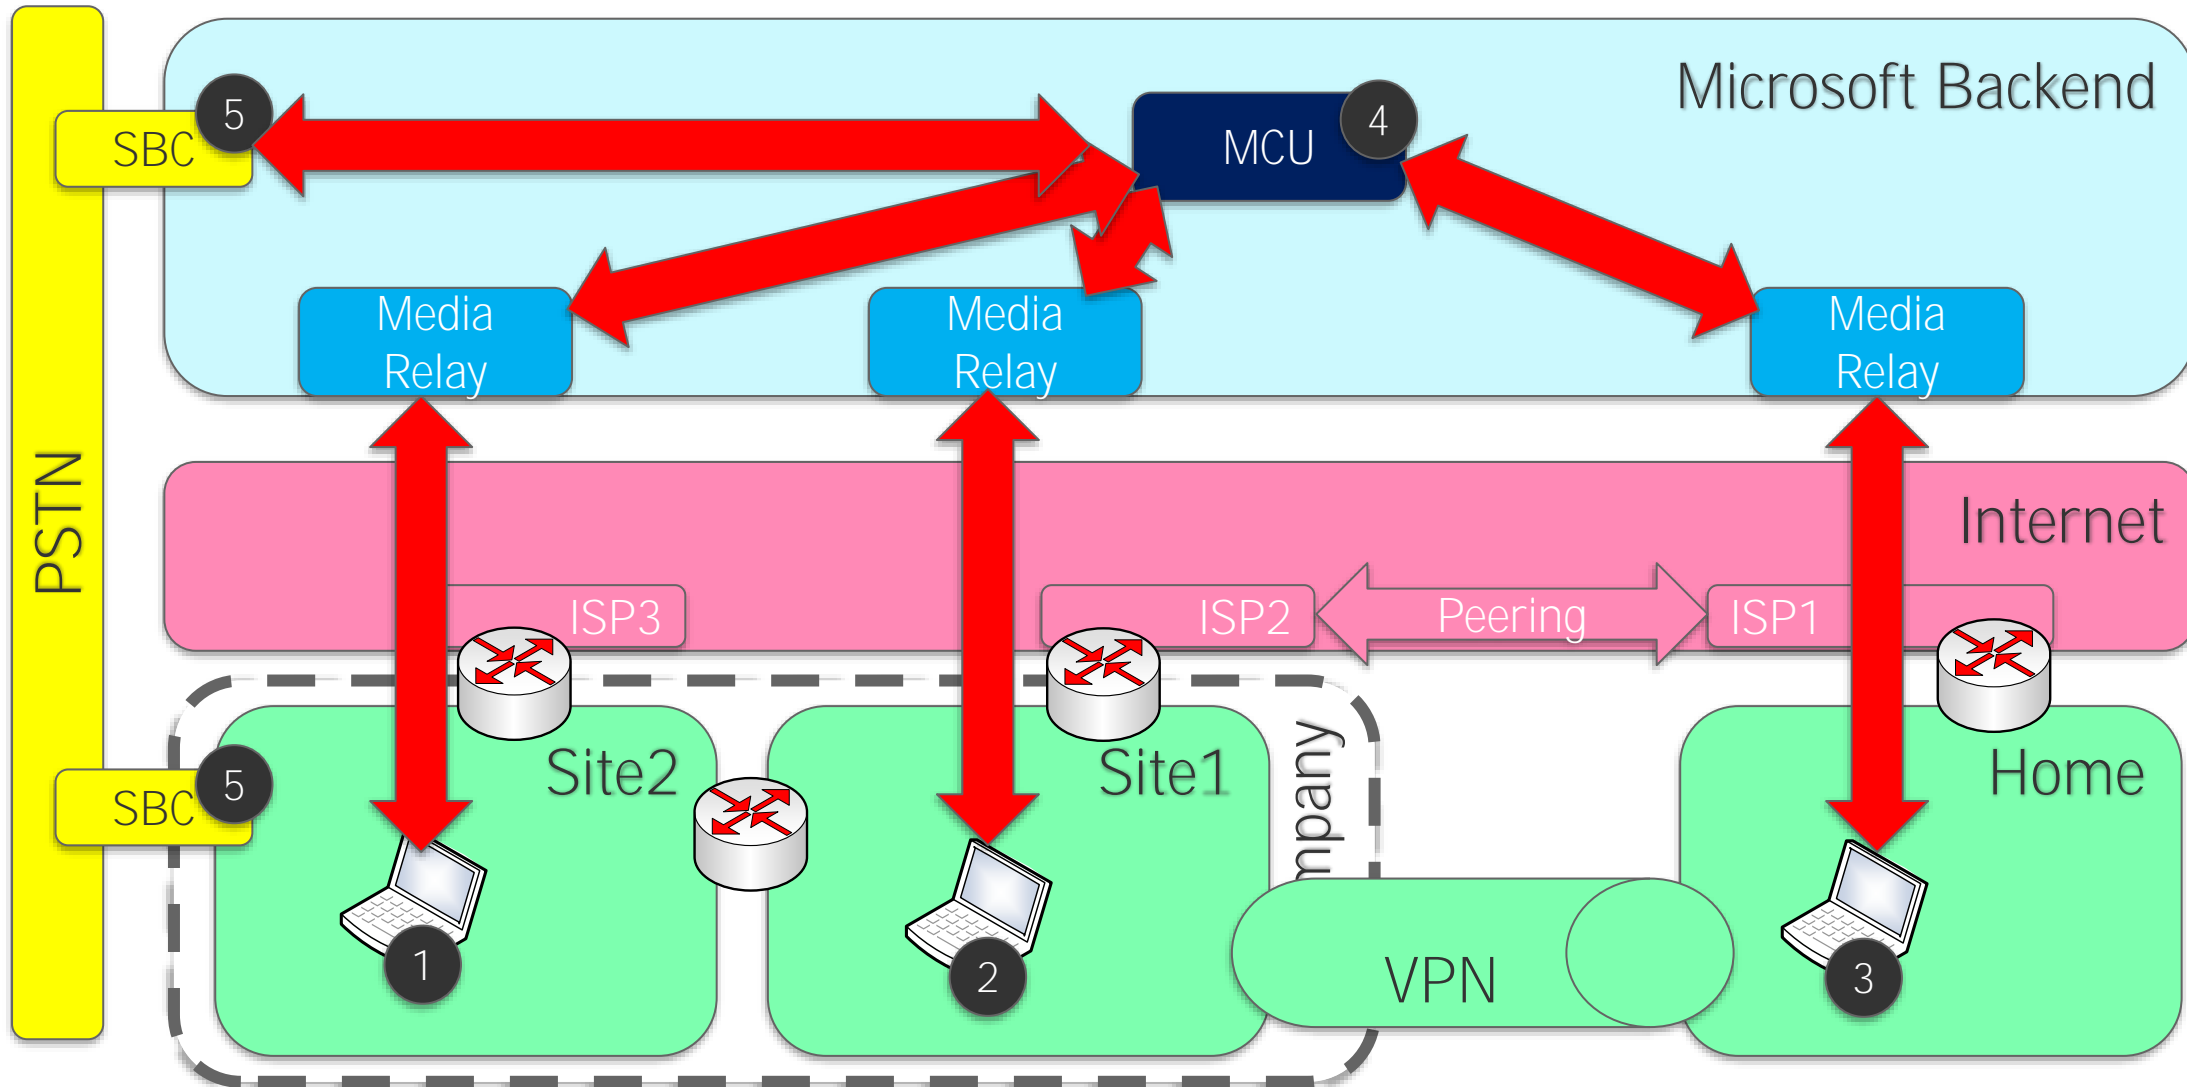 Microsoft Backend
5
SBC
MCU
4
Media
Relay
Media
Relay
Media
Relay
PSTN
Internet
ISP3
ISP2
Peering
ISP1
Site2
Site1
mpany
Home
5
SBC
1
2
VPN
3